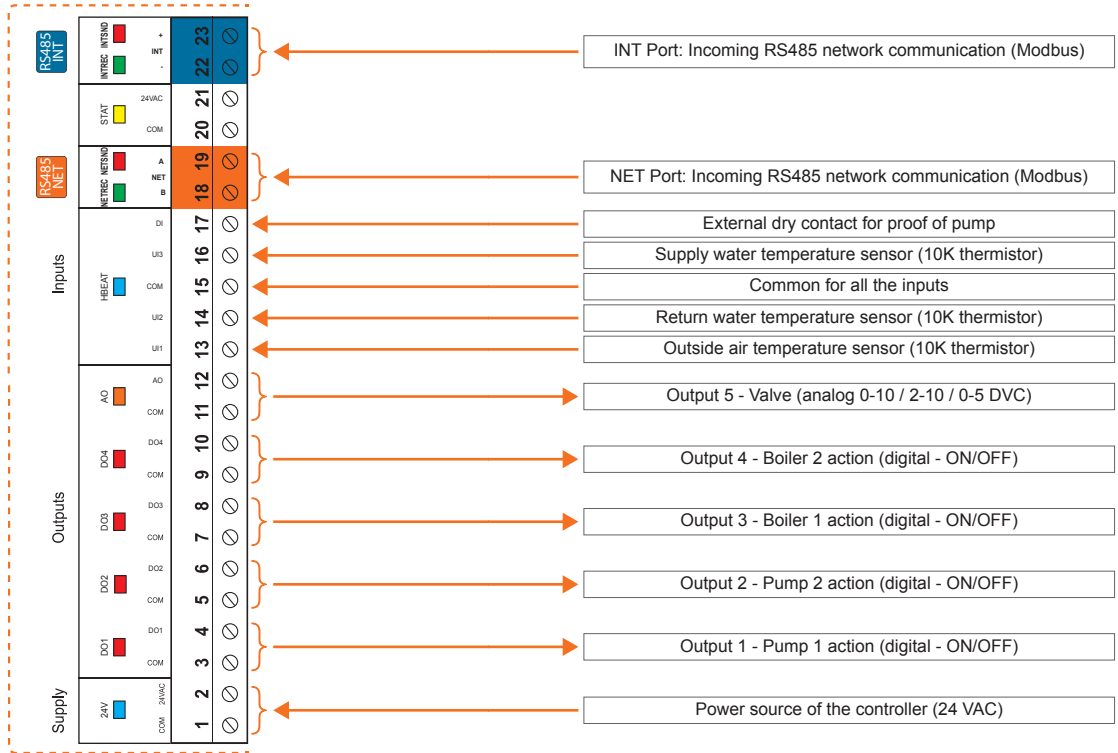 RS485 INT
INTREC INTSND
+
INT
-
23
22
INT Port: Incoming RS485 network communication (Modbus)
STAT
24VAC
COM
21
20
RS485 NET
NETREC NETSND
A
NET
B
19
18
NET Port: Incoming RS485 network communication (Modbus)
Inputs
HBEAT
DI
17
External dry contact for proof of pump
UI3
16
Supply water temperature sensor (10K thermistor)
COM
15
Common for all the inputs
UI2
14
Return water temperature sensor (10K thermistor)
UI1
13
Outside air temperature sensor (10K thermistor)
Outputs
AO
AO
COM
12
11
Output 5 - Valve (analog 0-10 / 2-10 / 0-5 DVC)
DO4
DO4
COM
10
9
Output 4 - Boiler 2 action (digital - ON/OFF)
DO3
DO3
COM
8
7
Output 3 - Boiler 1 action (digital - ON/OFF)
DO2
DO2
COM
6
5
Output 2 - Pump 2 action (digital - ON/OFF)
DO1
DO1
COM
4
3
Output 1 - Pump 1 action (digital - ON/OFF)
Supply
24V
COM 24VAC
2
1
Power source of the controller (24 VAC)